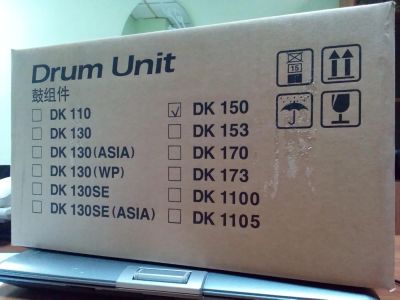 Drum Unit
鼓组件
DK 110
DK 130
DK 130(ASIA)
DK 130(WP)
DK 130SE
DK 130SE(ASIA)
DK 150
DK 153
DK 170
DK 173
DK 1100
DK 1105
15